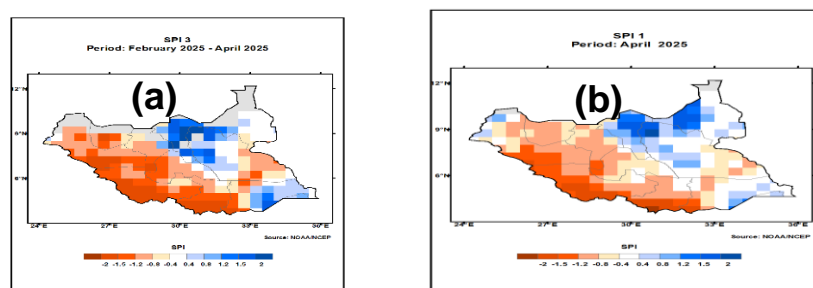 SPI 3
Period: February 2025 - April 2025
(a)
12°N
9°N
6°N
24°E 27°E 30°E 33°E 36°E
Source: NOAA/NCEP
SPI
-2 -1.5 -1.2 -0.8 0.4 0.8 1.2 1.5 2
SPI 1
Period: April 2025
(b)
12°N
9°N
6°N
24°E 27°E 30°E 33°E 36°E
Source: NOAA/NCEP
SPI
-2 -1.5 -1.2 -0.8 -0.4 0.4 0.8 1.2 1.5 2